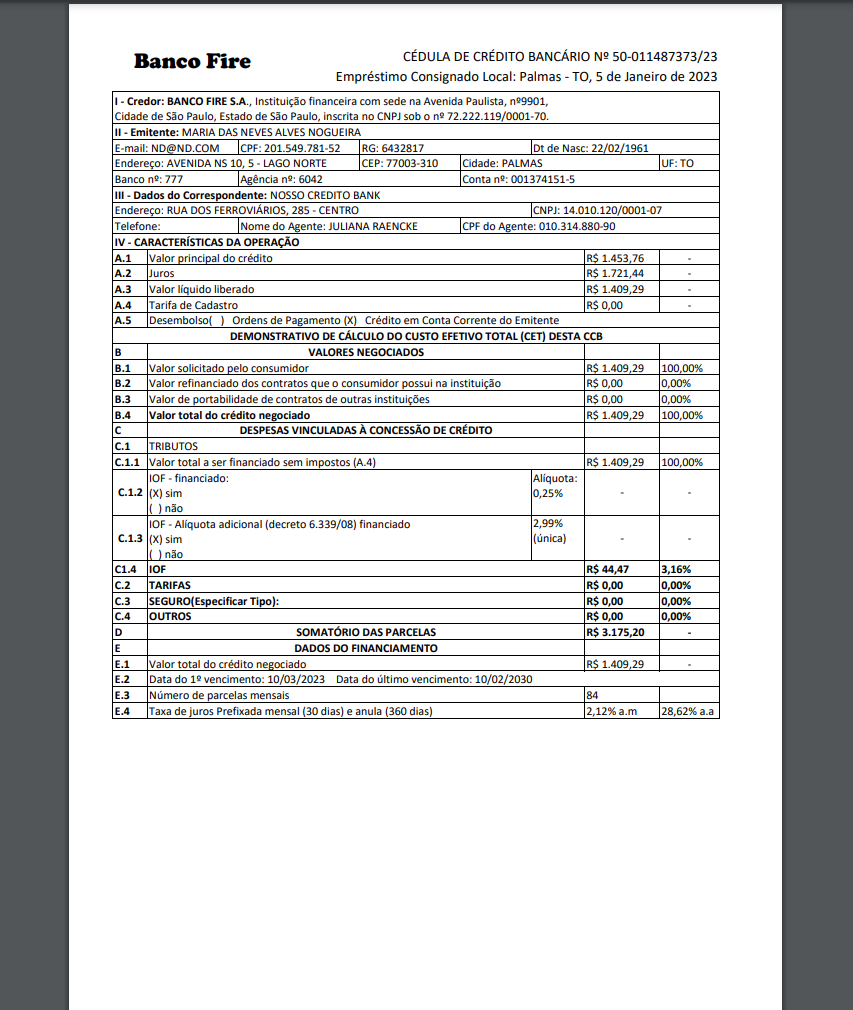 Banco Fire
CÉDULA DE CRÉDITO BANCÁRIO Nº 50-011487373/23
Empréstimo Consignado Local: Palmas - TO, 5 de Janeiro de 2023
I - Credor: BANCO FIRE S.A., Instituição financeira com sede na Avenida Paulista, nº9901,
Cidade de São Paulo, Estado de São Paulo, inscrita no CNPJ sob o nº 72.222.119/0001-70.
II - Emitente: MARIA DAS NEVES ALVES NOGUEIRA
E-mail: ND@ND.COM CPF: 201.549.781-52 RG: 6432817 Dt de Nasc: 22/02/1961
Endereço: AVENIDA NS 10, 5 - LAGO NORTE CEP: 77003-310 Cidade: PALMAS UF: TO
Banco nº: 777 Agência nº: 6042 Conta nº: 001374151-5
III - Dados do Correspondente: NOSSO CREDITO BANK
Endereço: RUA DOS FERROVIÁRIOS, 285 - CENTRO CNPJ: 14.010.120/0001-07
Telefone: Nome do Agente: JULIANA RAENCKE CPF do Agente: 010.314.880-90
IV - CARACTERÍSTICAS DA OPERAÇÃO
A.1 Valor principal do crédito R$ 1.453,76 -
A.2 Juros R$ 1.721,44 -
A.3 Valor líquido liberado R$ 1.409,29 -
A.4 Tarifa de Cadastro R$ 0,00 -
A.5 Desembolso( ) Ordens de Pagamento (X) Crédito em Conta Corrente do Emitente
DEMONSTRATIVO DE CÁLCULO DO CUSTO EFETIVO TOTAL (CET) DESTA CCB
B VALORES NEGOCIADOS
B.1 Valor solicitado pelo consumidor R$ 1.409,29 100,00%
B.2 Valor refinanciado dos contratos que o consumidor possui na instituição R$ 0,00 0,00%
B.3 Valor de portabilidade de contratos de outras instituições R$ 0,00 0,00%
B.4 Valor total do crédito negociado R$ 1.409,29 100,00%
C DESPESAS VINCULADAS À CONCESSÃO DE CRÉDITO
C.1 TRIBUTOS
C.1.1 Valor total a ser financiado sem impostos (A.4) R$ 1.409,29 100,00%
IOF - financiado: Alíquota:
C.1.2 (X) sim 0,25% - -
( ) não
IOF - Alíquota adicional (decreto 6.339/08) financiado 2,99%
C.1.3 (X) sim (única) - -
( ) não
C1.4 IOF R$ 44,47 3,16%
C.2 TARIFAS R$ 0,00 0,00%
C.3 SEGURO(Especificar Tipo): R$ 0,00 0,00%
C.4 OUTROS R$ 0,00 0,00%
D SOMATÓRIO DAS PARCELAS R$ 3.175,20 -
E DADOS DO FINANCIAMENTO
E.1 Valor total do crédito negociado R$ 1.409,29 -
E.2 Data do 1º vencimento: 10/03/2023 Data do último vencimento: 10/02/2030
E.3 Número de parcelas mensais 84
E.4 Taxa de juros Prefixada mensal (30 dias) e anula (360 dias) 2,12% a.m 28,62% a.a